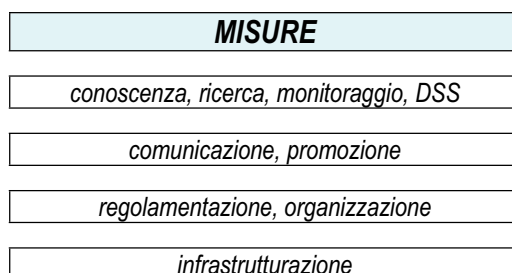 MISURE
conoscenza, ricerca, monitoraggio, DSS
comunicazione, promozione
regolamentazione, organizzazione
infrastrutturazione